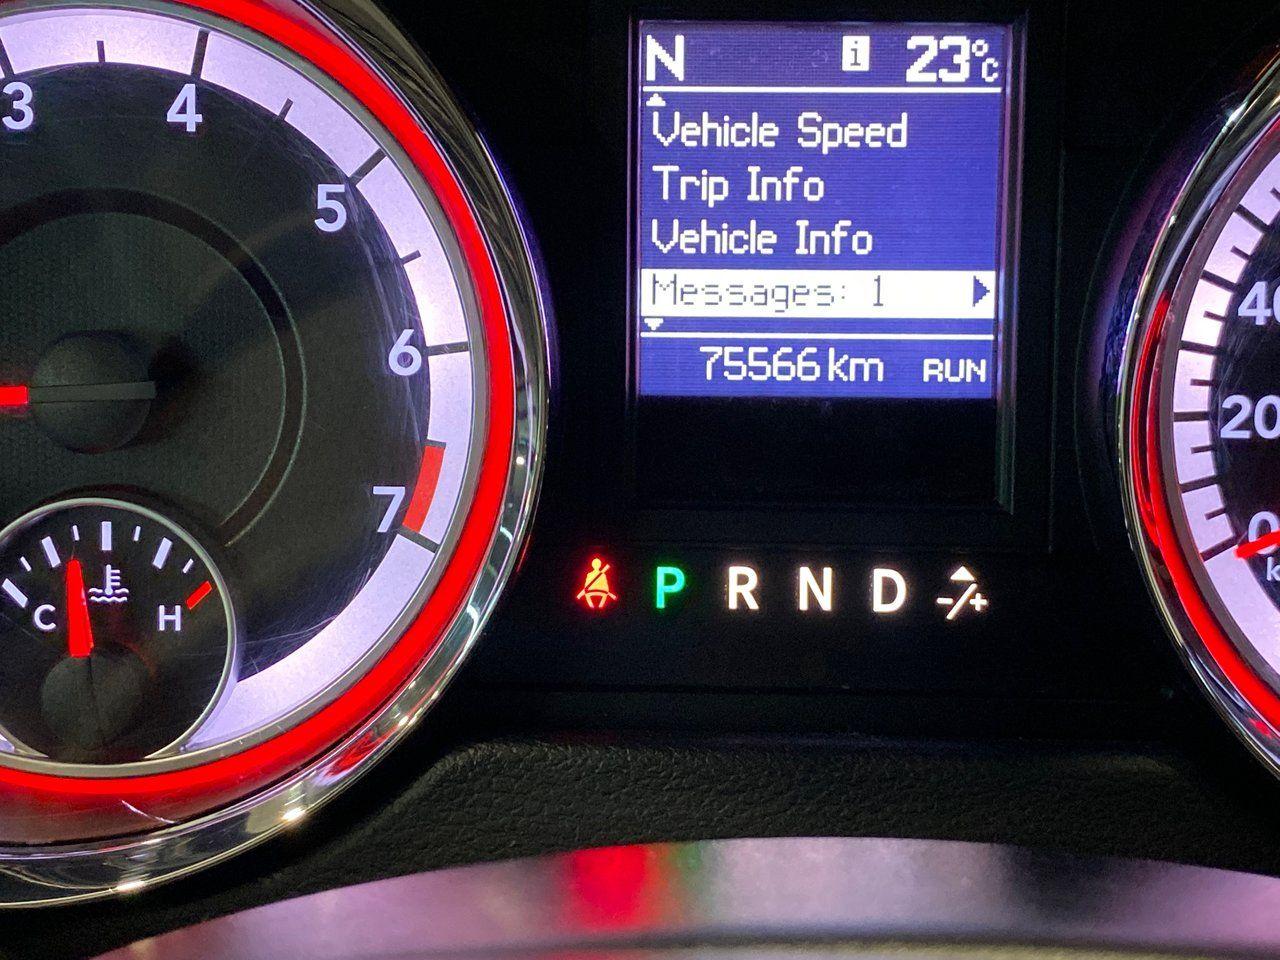 3
4
5
6
7
C
H
N i 23°C
Vehicle Speed
Trip Info
Vehicle Info
Messages: 1
75566 km RUN
P R N D -/+
40
20
0
k